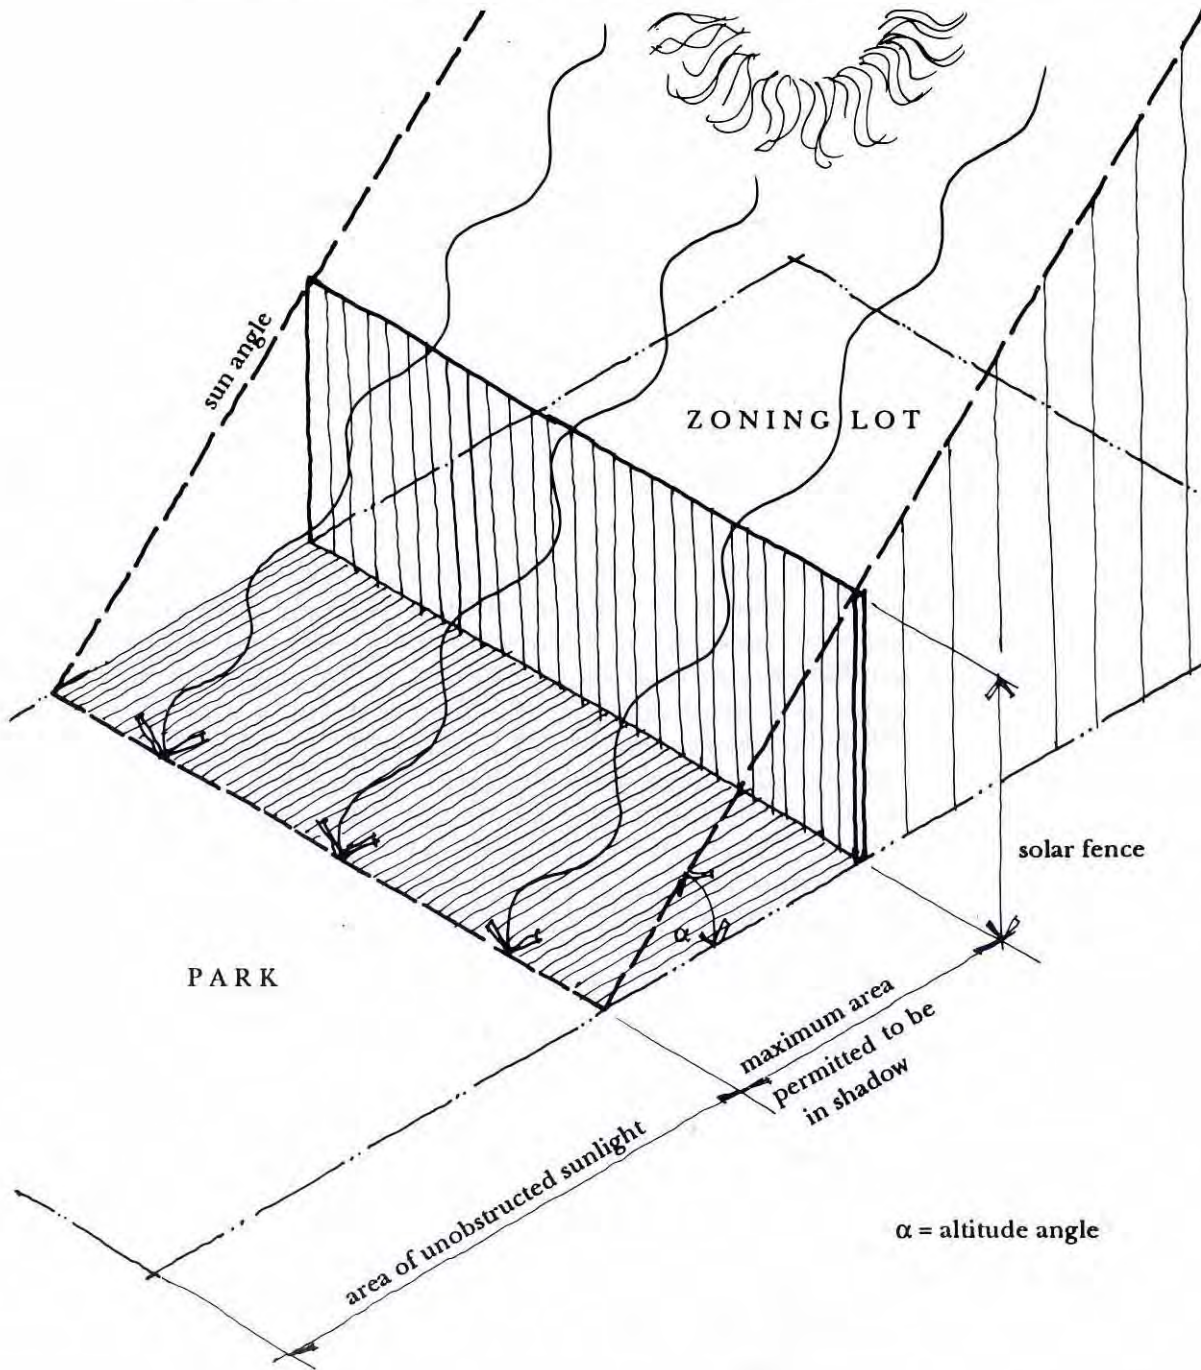 sun angle
ZONING LOT
solar fence
α
PARK
maximum area
permitted to be
in shadow
area of unobstructed sunlight
α = altitude angle